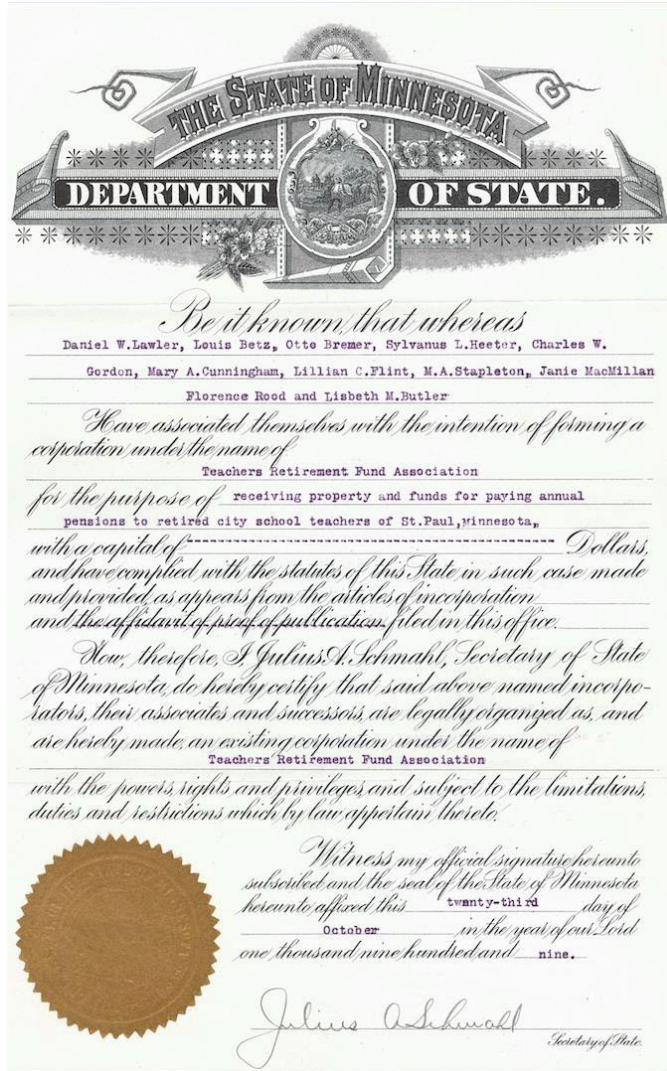 THE STATE OF MINNESOTA
DEPARTMENT OF STATE.
Be it known, that whereas
Daniel W.Lawler, Louis Betz, Otto Bremer, Sylvanus L.Heeter, Charles W.
Gordon, Mary A.Cunningham, Lillian C.Flint, M.A.Stapleton, Janie MacMillan
Florence Rood and Lisbeth M.Butler
Have associated themselves with the intention of forming a
corporation under the name of
Teachers Retirement Fund Association
for the purpose of receiving property and funds for paying annual
pensions to retired city school teachers of St.Paul,Minnesota,
with a capital of ------------------------------------------------ Dollars,
and have complied with the statutes of this State in such case made
and provided, as appears from the articles of incorporation
and the affidavit of proof of publication filed in this office.
Now, therefore, I, Julius A. Schmahl, Secretary of State
of Minnesota, do hereby certify that said above named incorpo-
rators, their associates and successors, are legally organized as, and
are hereby made, an existing corporation under the name of
Teachers Retirement Fund Association
with the powers, rights and privileges, and subject to the limitations,
duties and restrictions which by law, appertain thereto.
Witness my official signature hereunto
subscribed and the seal of the State of Minnesota
hereunto affixed this twenty-third day of
October in the year of our Lord
one thousand nine hundred and nine.
Julius A Schmahl
Secretary of State.